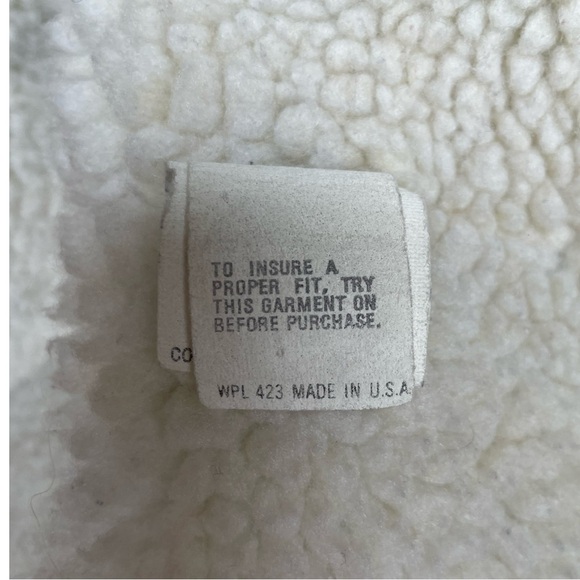 TO INSURE A
PROPER FIT, TRY
THIS GARMENT ON
BEFORE PURCHASE.
CO
WPL 423 MADE IN U.S.A